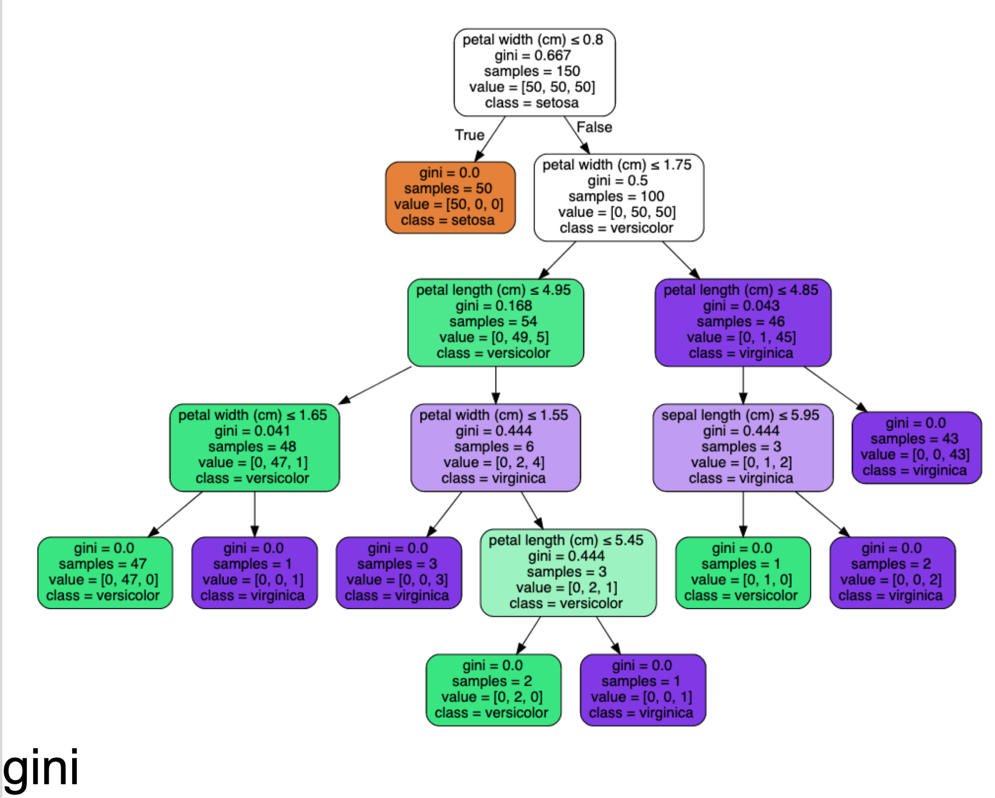 petal width (cm) ≤ 0.8
gini = 0.667
samples = 150
value = [50, 50, 50]
class = setosa
True
False
gini = 0.0
samples = 50
value = [50, 0, 0]
class = setosa
petal width (cm) ≤ 1.75
gini = 0.5
samples = 100
value = [0, 50, 50]
class = versicolor
petal length (cm) ≤ 4.95
gini = 0.168
samples = 54
value = [0, 49, 5]
class = versicolor
petal length (cm) ≤ 4.85
gini = 0.043
samples = 46
value = [0, 1, 45]
class = virginica
petal width (cm) ≤ 1.65
gini = 0.041
samples = 48
value = [0, 47, 1]
class = versicolor
petal width (cm) ≤ 1.55
gini = 0.444
samples = 6
value = [0, 2, 4]
class = virginica
sepal length (cm) ≤ 5.95
gini = 0.444
samples = 3
value = [0, 1, 2]
class = virginica
gini = 0.0
samples = 43
value = [0, 0, 43]
class = virginica
gini = 0.0
samples = 47
value = [0, 47, 0]
class = versicolor
gini = 0.0
samples = 1
value = [0, 0, 1]
class = virginica
gini = 0.0
samples = 3
value = [0, 0, 3]
class = virginica
petal length (cm) ≤ 5.45
gini = 0.444
samples = 3
value = [0, 2, 1]
class = versicolor
gini = 0.0
samples = 1
value = [0, 1, 0]
class = versicolor
gini = 0.0
samples = 2
value = [0, 0, 2]
class = virginica
gini = 0.0
samples = 2
value = [0, 2, 0]
class = versicolor
gini = 0.0
samples = 1
value = [0, 0, 1]
class = virginica
gini